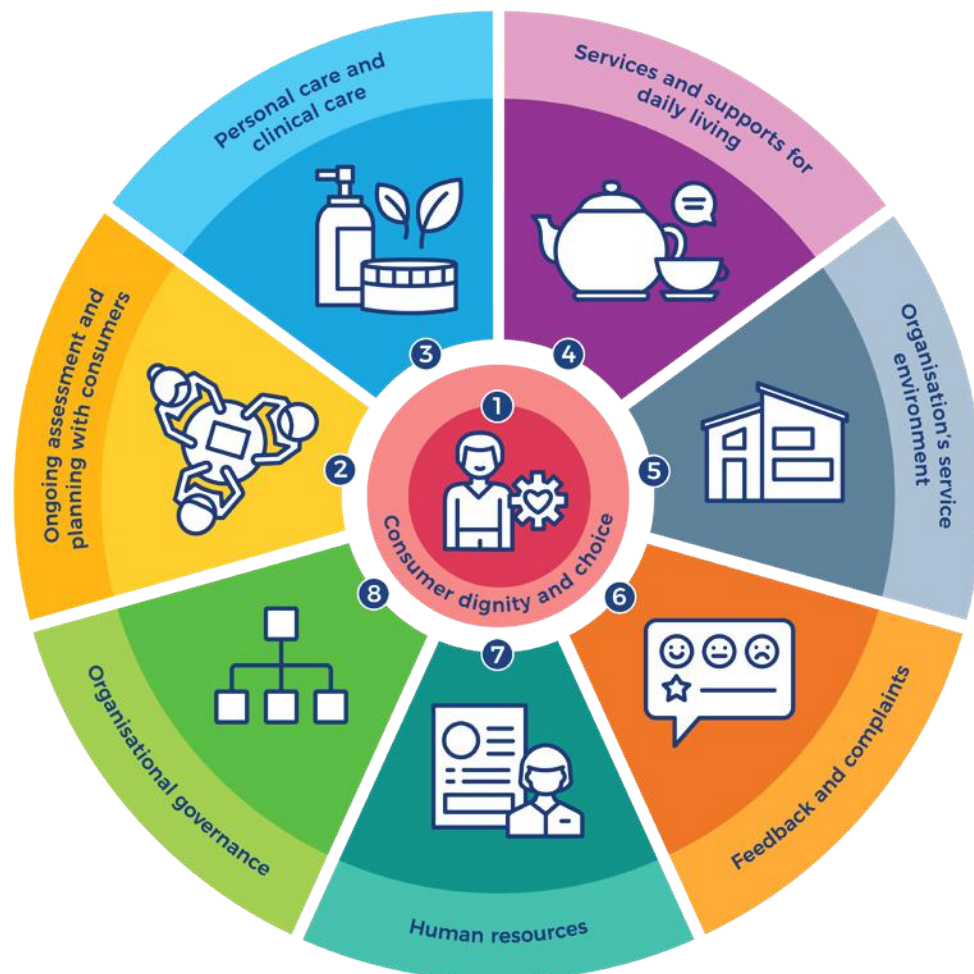 1
Consumer dignity and choice
2
Ongoing assessment and
planning with consumers
3
Personal care and
clinical care
4
Services and supports for
daily living
5
Organisation's service
environment
6
Feedback and complaints
7
Human resources
8
Organisational governance